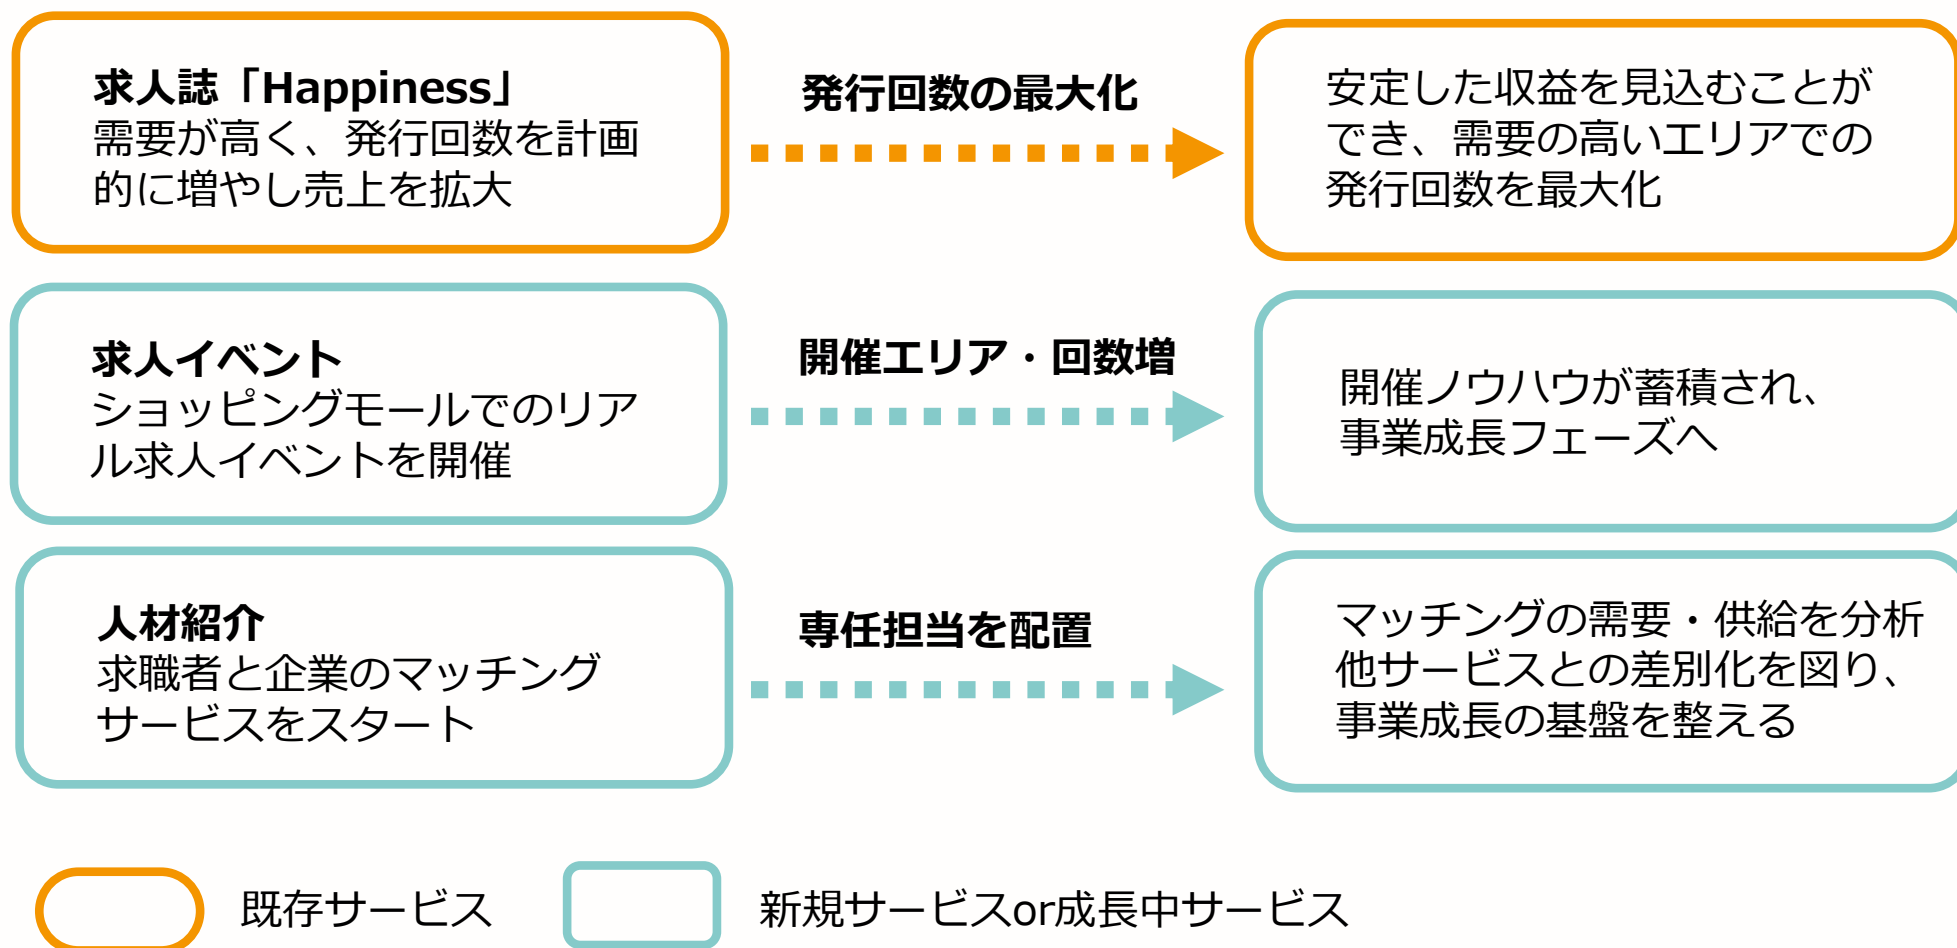 求人誌「Happiness」
需要が高く、発行回数を計画
的に増やし売上を拡大
発行回数の最大化
安定した収益を見込むことが
でき、需要の高いエリアでの
発行回数を最大化
求人イベント
ショッピングモールでのリア
ル求人イベントを開催
開催エリア・回数増
開催ノウハウが蓄積され、
事業成長フェーズへ
人材紹介
求職者と企業のマッチング
サービスをスタート
専任担当を配置
マッチングの需要・供給を分析
他サービスとの差別化を図り、
事業成長の基盤を整える
既存サービス
新規サービスor成長中サービス